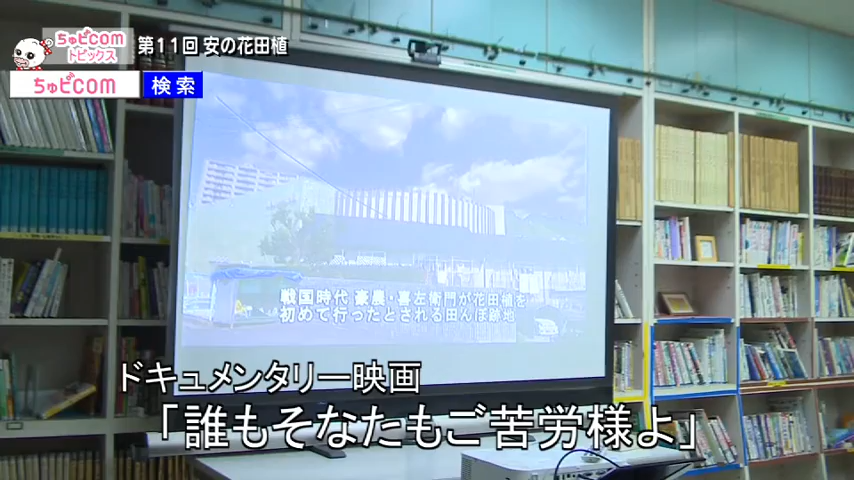 ちゅピCOM
トピックス
第11回 安の花田植
ちゅピCOM 検索
戦国時代 豪農・喜左衛門が花田植を
初めて行ったとされる田んぼ跡地
ドキュメンタリー映画
「誰もそなたもご苦労様よ」